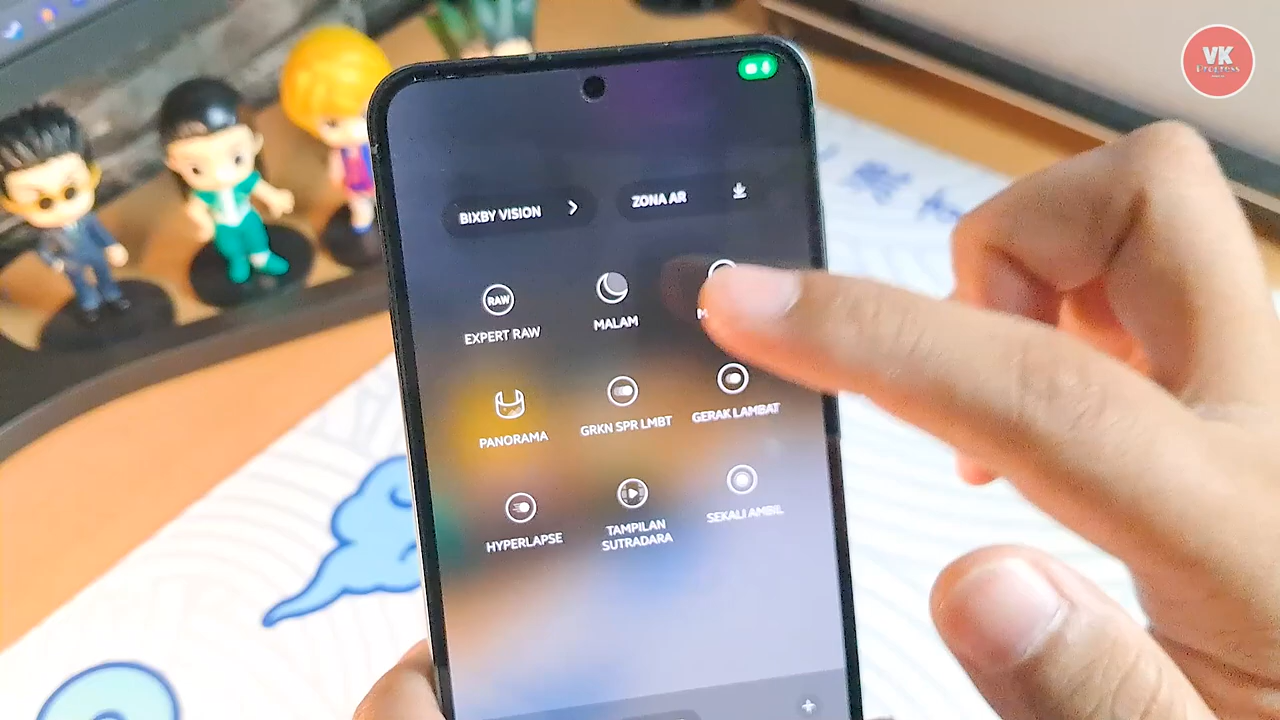 VK
Progress
BIXBY VISION
ZONA AR
RAW
EXPERT RAW
MALAM
M
PANORAMA
GRKN SPR LMBT
GERAK LAMBAT
HYPERLAPSE
TAMPILAN
SUTRADARA
SEKALI AMBIL